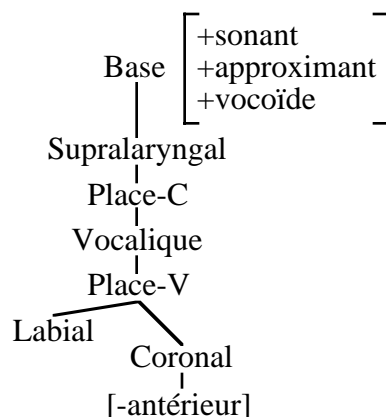 +sonant
Base +approximant
+vocoïde
Supralaryngal
Place-C
Vocalique
Place-V
Labial
Coronal
[-antérieur]